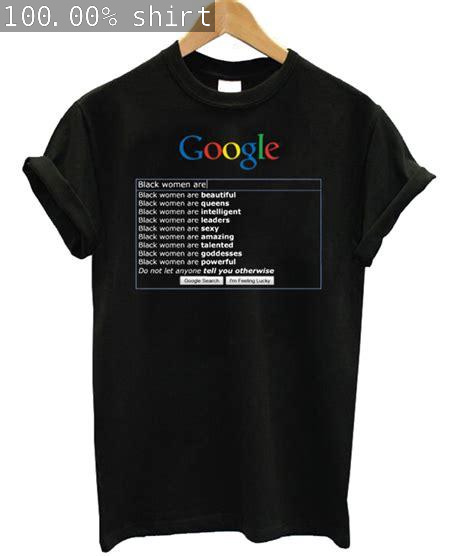 100.00% shirt
Google
Black women are
Black women are beautiful
Black women are queens
Black women are intelligent
Black women are leaders
Black women are sexy
Black women are amazing
Black women are talented
Black women are goddesses
Black women are powerful
Do not let anyone tell you otherwise
Google Search I'm Feeling Lucky